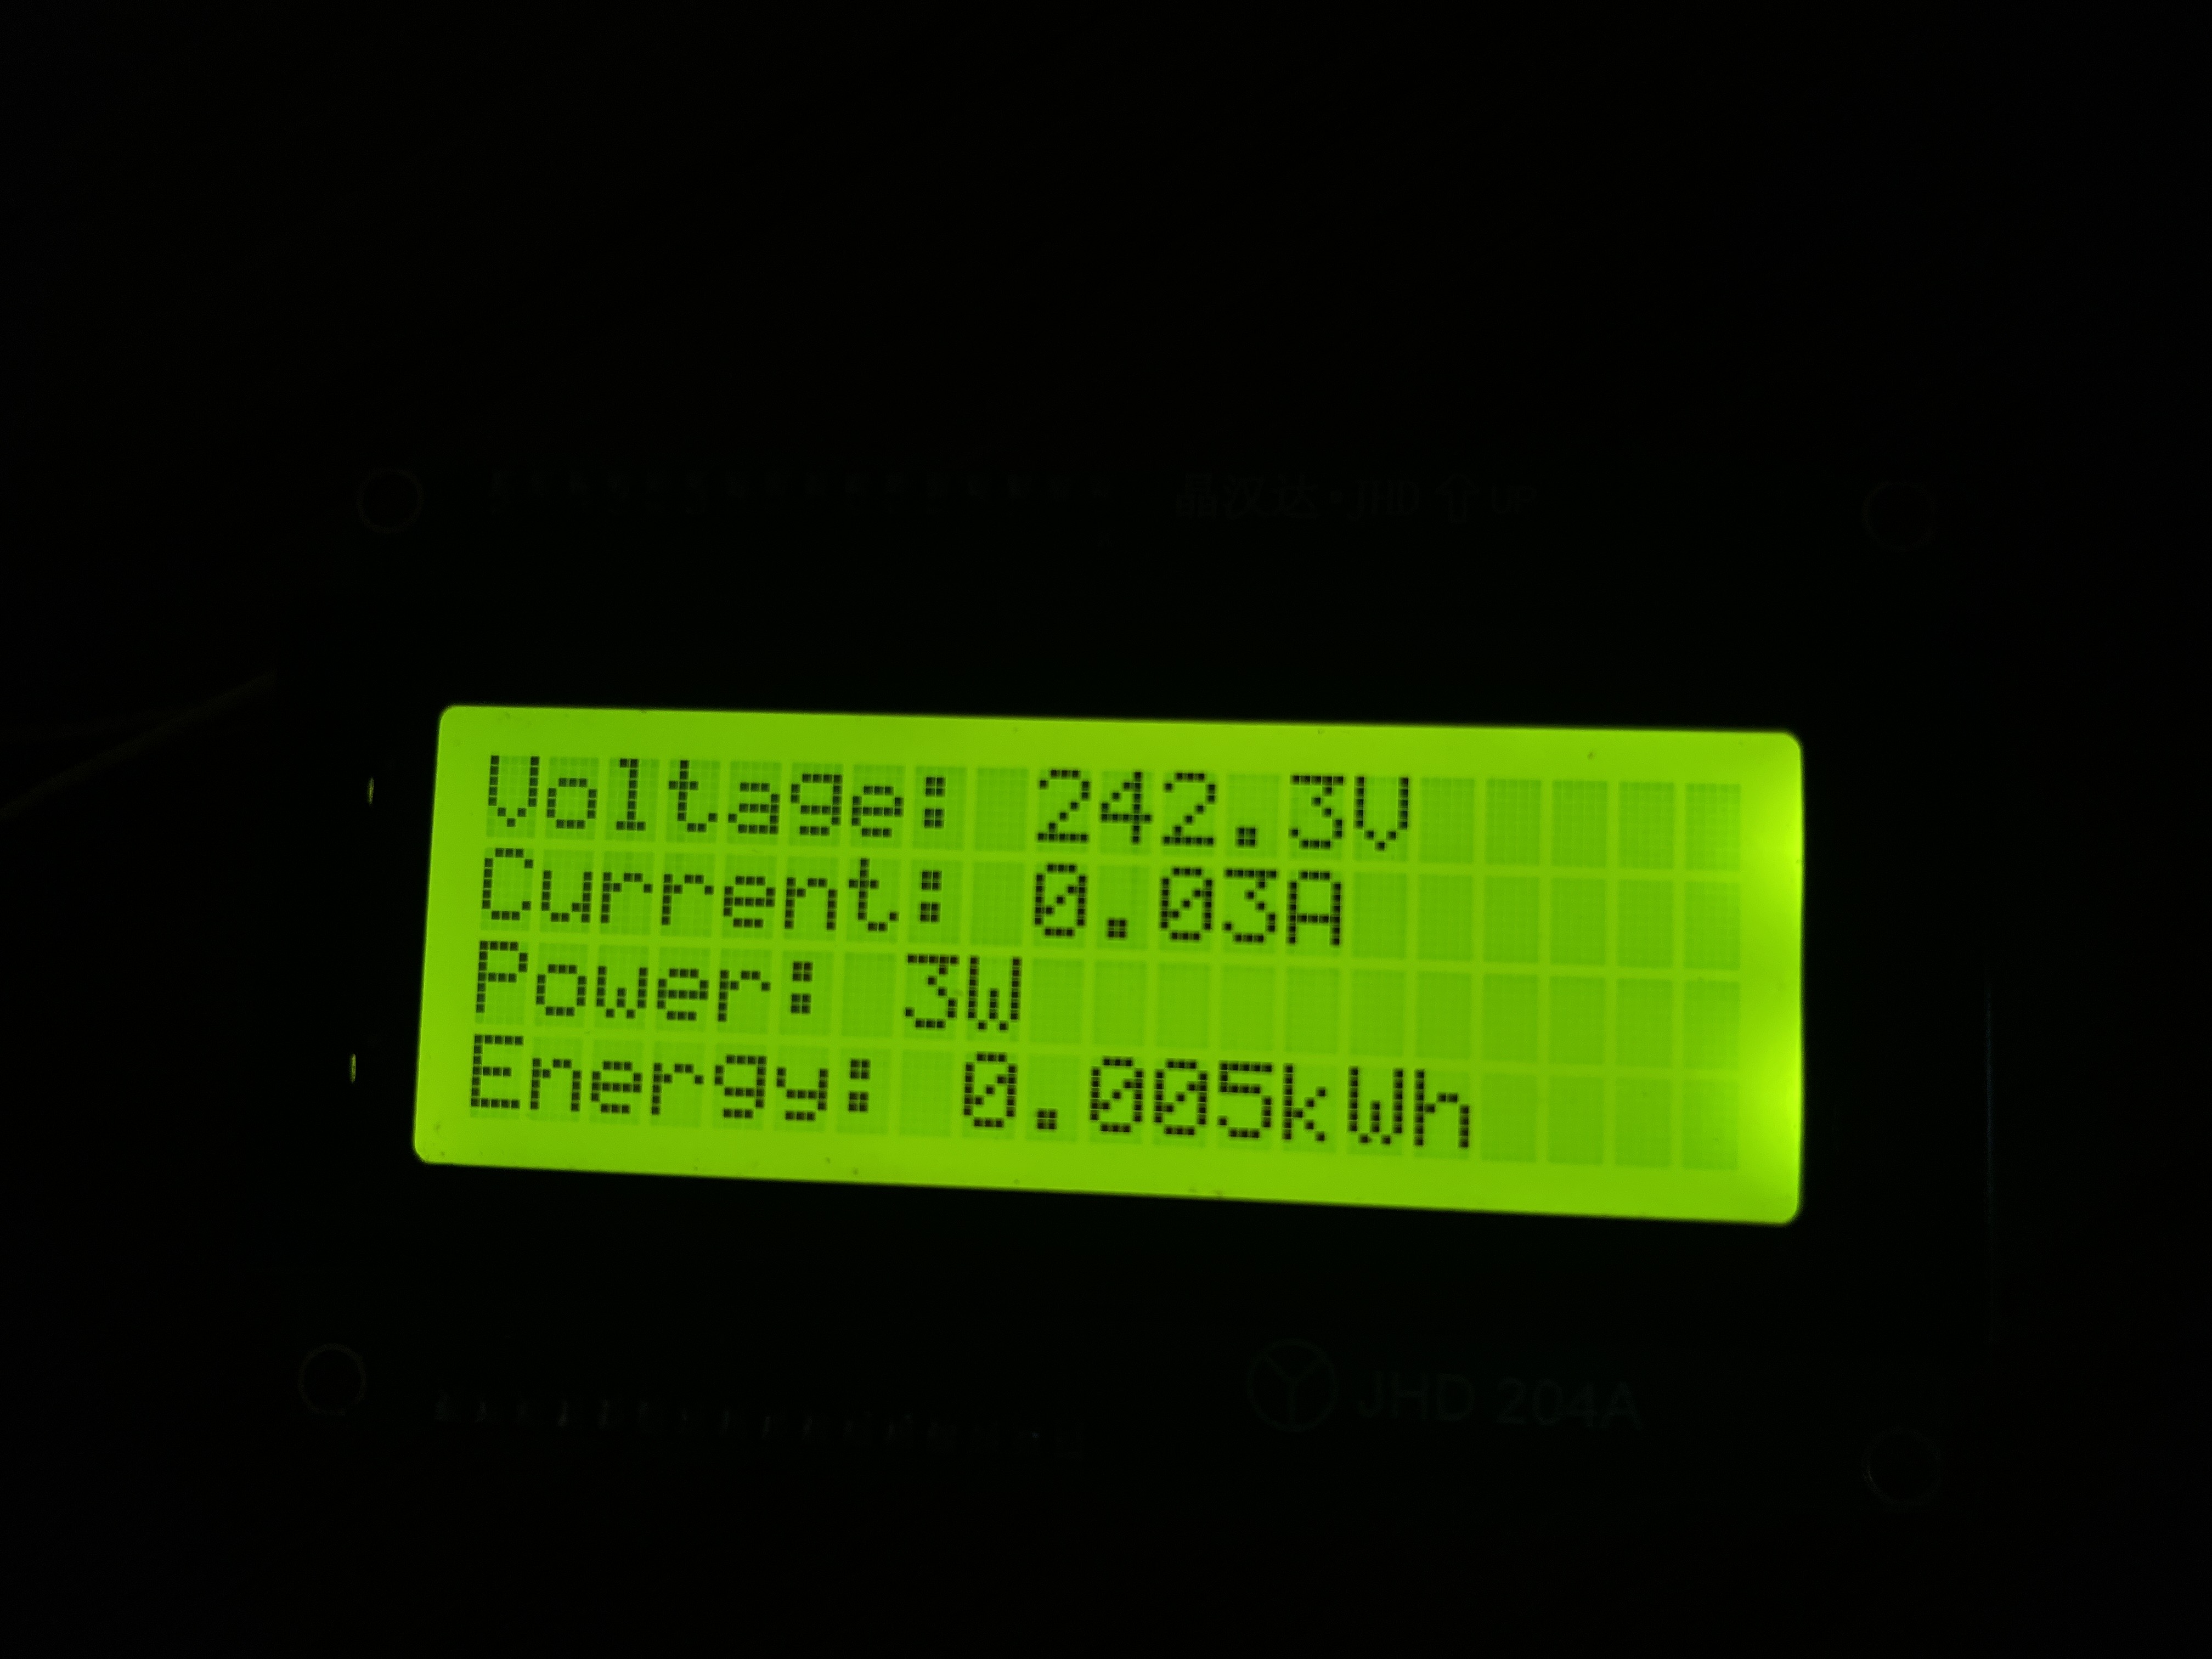 Voltage: 242.3V
Current: 0.03A
Power: 3W
Energy: 0.005kWh
JHD 204A